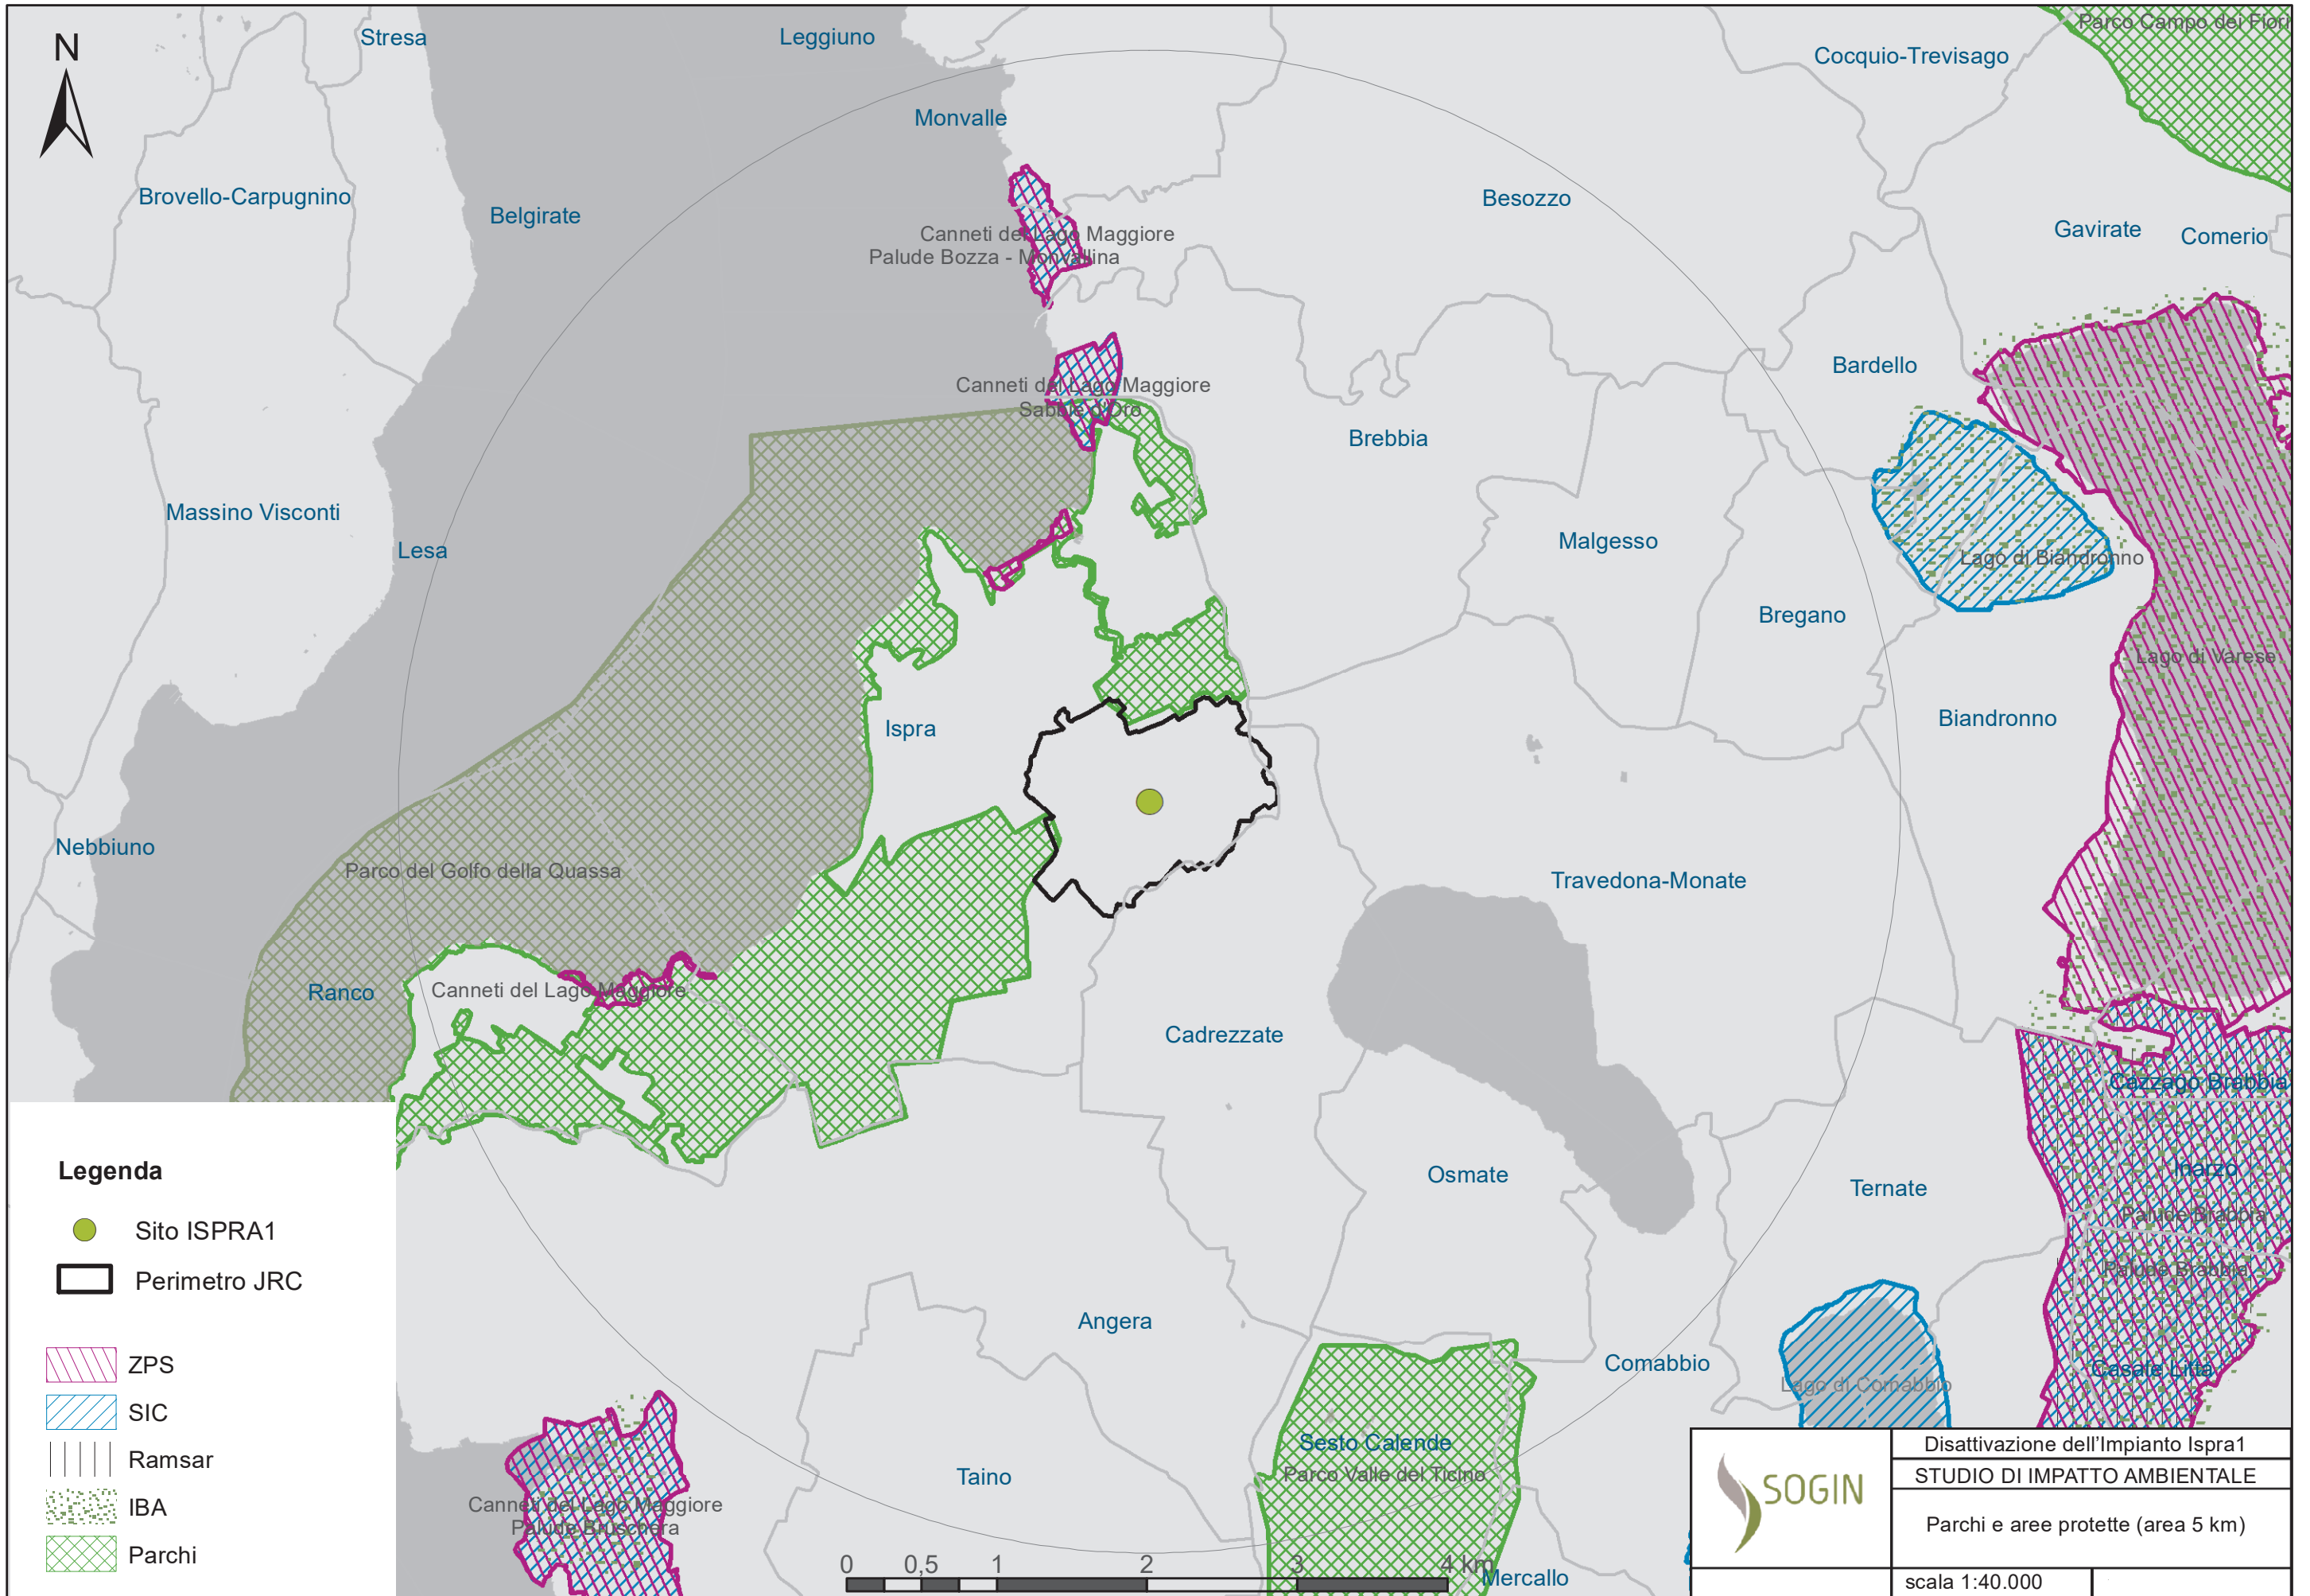 N
Stresa
Leggiuno
Parco Campo dei Fiori
Cocquio-Trevisago
Monvalle
Brovello-Carpugnino
Belgirate
Besozzo
Gavirate
Comerio
Canneti del Lago Maggiore
Palude Bozza - Monvallina
Bardello
Canneti del Lago Maggiore
Sabbie d'Oro
Brebbia
Massino Visconti
Lesa
Malgesso
Lago di Biandronno
Bregano
Lago di Varese
Ispra
Biandronno
Nebbiuno
Parco del Golfo della Quassa
Travedona-Monate
Ranco
Canneti del Lago Maggiore
Cadrezzate
Cazzago Brabbia
Osmate
Inarzo
Ternate
Palude Brabbia
Palude Brabbia
Angera
Comabbio
Casale Litta
Lago di Comabbio
Sesto Calende
Parco Valle del Ticino
Taino
Canneti del Lago Maggiore
Palude Bruschera
Mercallo
Legenda
Sito ISPRA1
Perimetro JRC
ZPS
SIC
Ramsar
IBA
Parchi
0 0,5 1 2 3 4 km
SOGIN
Disattivazione dell'Impianto Ispra1
STUDIO DI IMPATTO AMBIENTALE
Parchi e aree protette (area 5 km)
scala 1:40.000